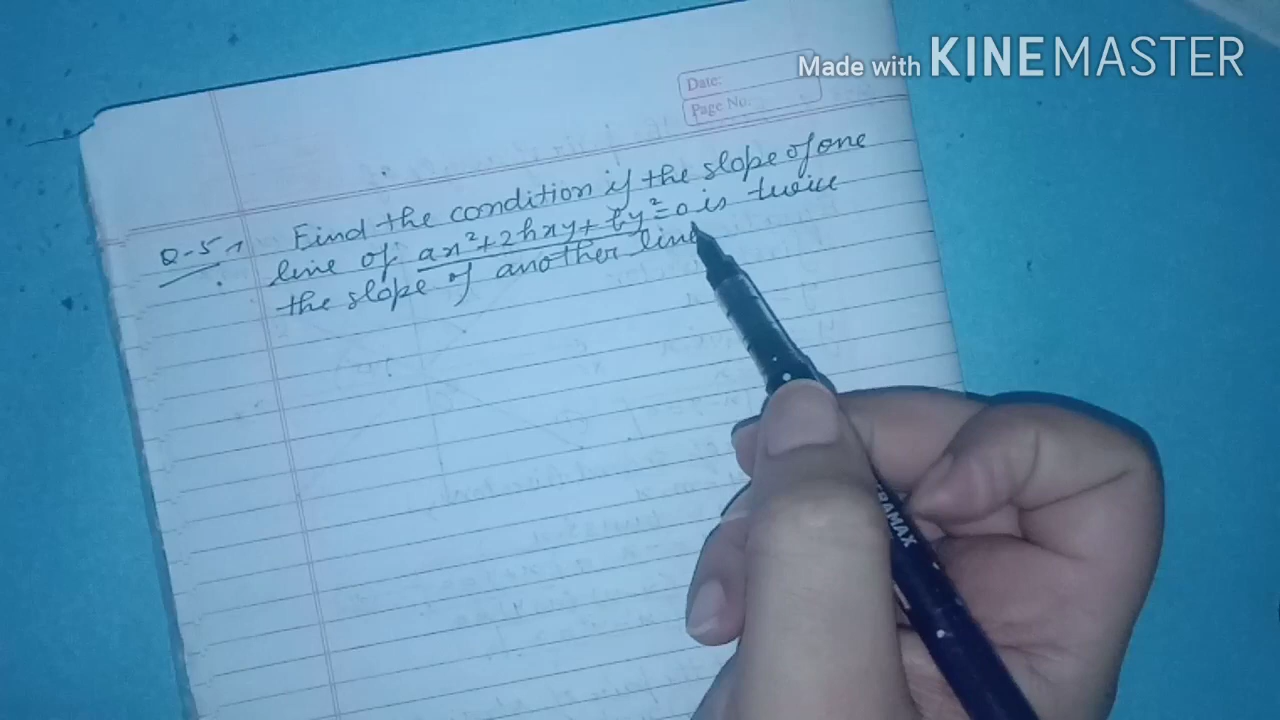 Made with KINEMASTER
Date:
Page No.
Q-5,
Find the condition if the slope of one
line of ax²+2hxy+by²=0 is twice
the slope of another line
ERAMAX